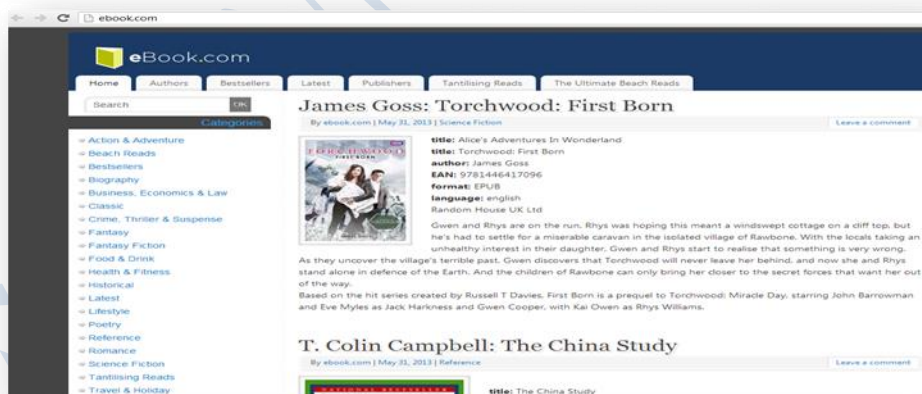 ebook.com
eBook.com
Home Authors Bestsellers Latest Publishers Tantilising Reads The Ultimate Beach Reads
Search OK
Categories
Action & Adventure
Beach Reads
Bestsellers
Biography
Business, Economics & Law
Classic
Crime, Thriller & Suspense
Fantasy
Fantasy Fiction
Food & Drink
Health & Fitness
Historical
Latest
Lifestyle
Poetry
Reference
Romance
Science Fiction
Tantilising Reads
Travel & Holiday
James Goss: Torchwood: First Born
By ebook.com | May 31, 2013 | Science Fiction
Leave a comment
TORCHWOOD
FIRST BORN
title: Alice's Adventures In Wonderland
title: Torchwood: First Born
author: James Goss
EAN: 9781446417096
format: EPUB
language: english
Random House UK Ltd
Gwen and Rhys are on the run. Rhys was hoping this meant a windswept cottage on a cliff top, but
he's had to settle for a miserable caravan in the isolated village of Rawbone. With the locals taking an
unhealthy interest in their daughter, Gwen and Rhys start to realise that something is very wrong.
As they uncover the village's terrible past, Gwen discovers that Torchwood will never leave her behind, and now she and Rhys
stand alone in defence of the Earth. And the children of Rawbone can only bring her closer to the secret forces that want her out
of the way.
Based on the hit series created by Russell T Davies, First Born is a prequel to Torchwood: Miracle Day, starring John Barrowman
and Eve Myles as Jack Harkness and Gwen Cooper, with Kai Owen as Rhys Williams.
T. Colin Campbell: The China Study
By ebook.com | May 31, 2013 | Reference
Leave a comment
NATIONAL BESTSELLER
title: The China Study